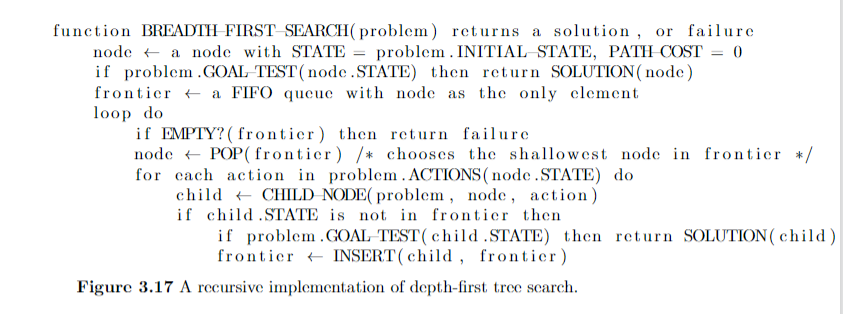 function BREADTH-FIRST-SEARCH(problem) returns a solution, or failure
node ← a node with STATE = problem.INITIAL-STATE, PATH-COST = 0
if problem.GOAL-TEST(node.STATE) then return SOLUTION(node)
frontier ← a FIFO queue with node as the only element
loop do
if EMPTY?(frontier) then return failure
node ← POP(frontier) /* chooses the shallowest node in frontier */
for each action in problem.ACTIONS(node.STATE) do
child ← CHILD-NODE(problem, node, action)
if child.STATE is not in frontier then
if problem.GOAL-TEST(child.STATE) then return SOLUTION(child)
frontier ← INSERT(child, frontier)
Figure 3.17 A recursive implementation of depth-first tree search.